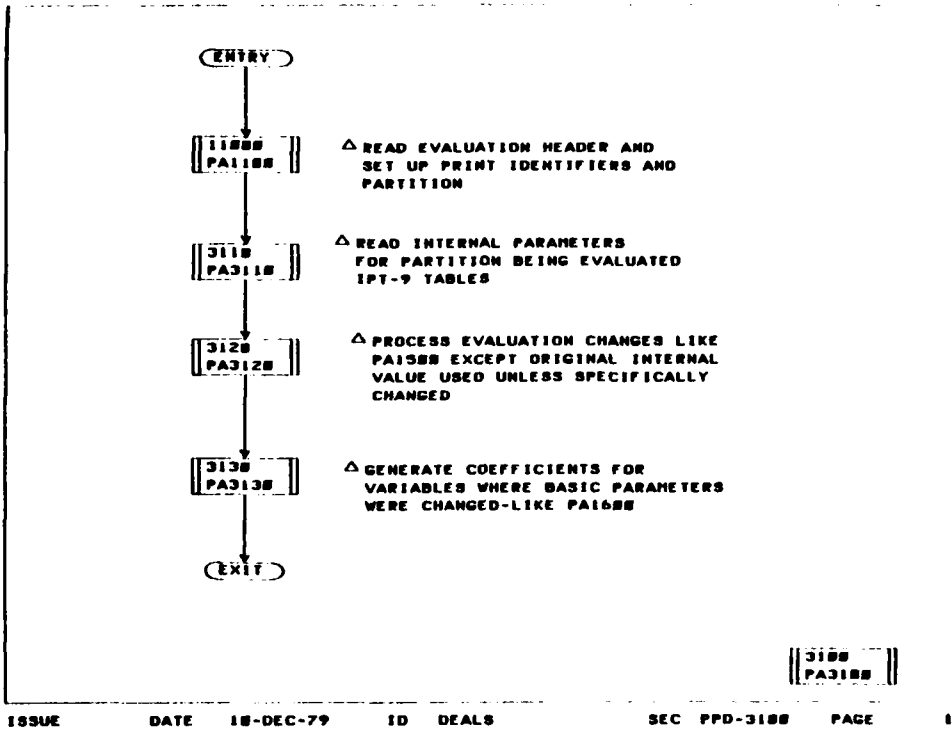 ENTRY
11000
PA1100
△ READ EVALUATION HEADER AND
SET UP PRINT IDENTIFIERS AND
PARTITION
3110
PA3110
△ READ INTERNAL PARAMETERS
FOR PARTITION BEING EVALUATED
IPT-9 TABLES
3120
PA3120
△ PROCESS EVALUATION CHANGES LIKE
PA1500 EXCEPT ORIGINAL INTERNAL
VALUE USED UNLESS SPECIFICALLY
CHANGED
3130
PA3130
△ GENERATE COEFFICIENTS FOR
VARIABLES WHERE BASIC PARAMETERS
WERE CHANGED-LIKE PA1600
EXIT
3100
PA3100
ISSUE DATE 10-DEC-79 ID DEALS SEC PPD-3100 PAGE 1